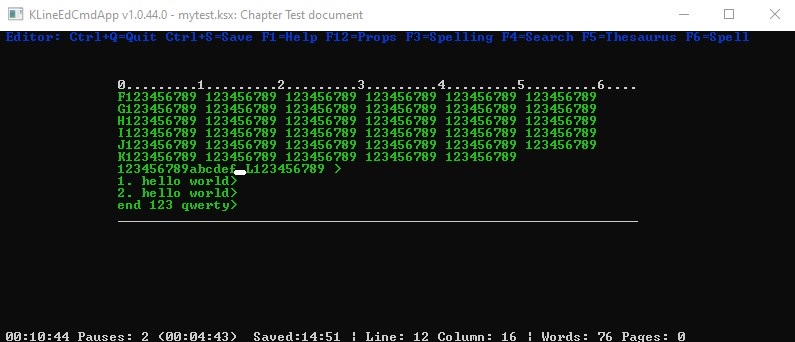 KLineEdCmdApp v1.0.44.0 - mytest.ksx: Chapter Test document
Editor: Ctrl+Q=Quit Ctrl+S=Save F1=Help F12=Props F3=Spelling F4=Search F5=Thesaurus F6=Spell
0.........1.........2.........3.........4.........5.........6....
F123456789 123456789 123456789 123456789 123456789 123456789
G123456789 123456789 123456789 123456789 123456789 123456789
H123456789 123456789 123456789 123456789 123456789 123456789
I123456789 123456789 123456789 123456789 123456789 123456789
J123456789 123456789 123456789 123456789 123456789 123456789
K123456789 123456789 123456789 123456789 123456789
123456789abcdef L123456789 >
1. hello world>
2. hello world>
end 123 qwerty>
00:10:44 Pauses: 2 (00:04:43)  Saved:14:51 | Line: 12 Column: 16 | Words: 76 Pages: 0